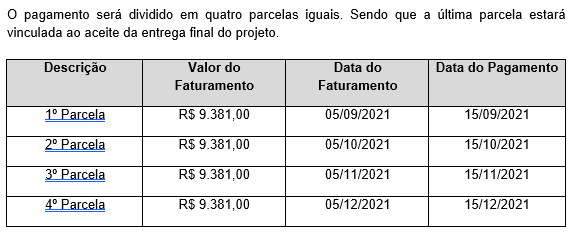 O pagamento será dividido em quatro parcelas iguais. Sendo que a última parcela estará
vinculada ao aceite da entrega final do projeto.
Descrição Valor do Faturamento Data do Faturamento Data do Pagamento
1º Parcela R$ 9.381,00 05/09/2021 15/09/2021
2º Parcela R$ 9.381,00 05/10/2021 15/10/2021
3º Parcela R$ 9.381,00 05/11/2021 15/11/2021
4º Parcela R$ 9.381,00 05/12/2021 15/12/2021